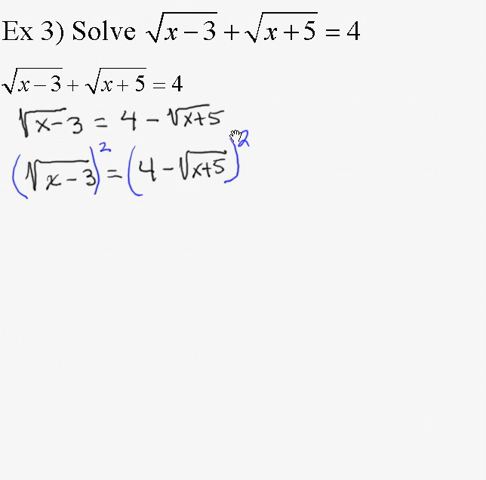 Ex 3) Solve √(x−3) + √(x+5) = 4
√(x−3) + √(x+5) = 4
√(x−3) = 4 − √(x+5)
(√(x−3))² = (4 − √(x+5))²